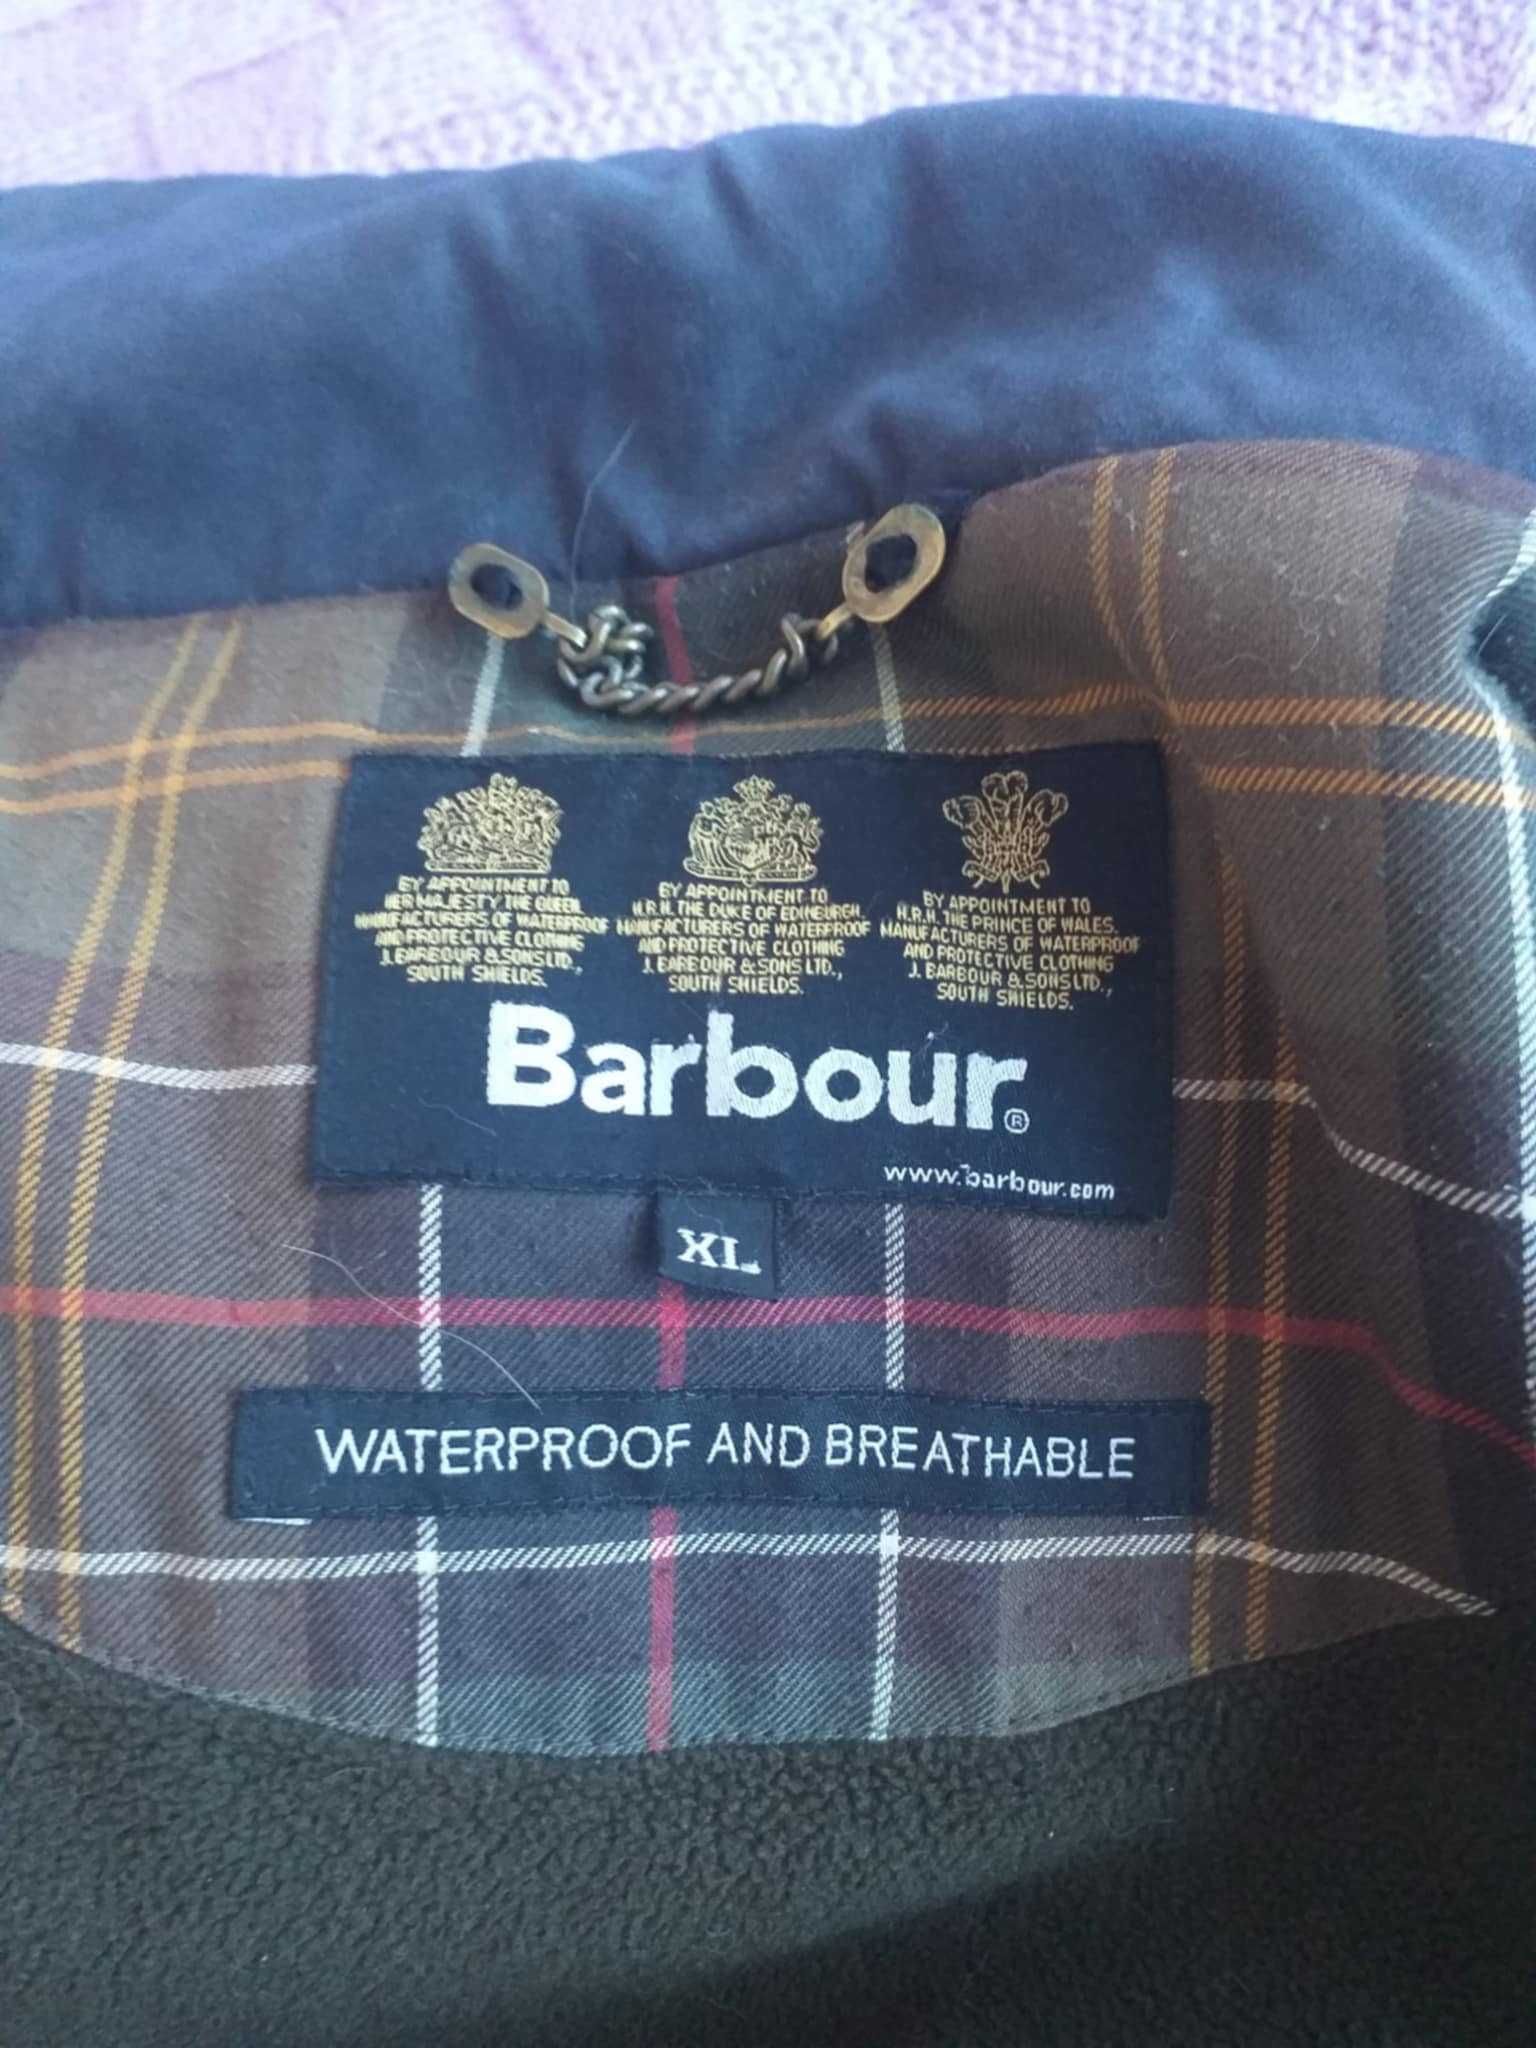 BY APPOINTMENT TO
HER MAJESTY THE QUEEN,
MANUFACTURERS OF WATERPROOF
AND PROTECTIVE CLOTHING
J. BARBOUR & SONS LTD.,
SOUTH SHIELDS.
BY APPOINTMENT TO
H.R.H. THE DUKE OF EDINBURGH,
MANUFACTURERS OF WATERPROOF
AND PROTECTIVE CLOTHING
J. BARBOUR & SONS LTD.,
SOUTH SHIELDS.
BY APPOINTMENT TO
H.R.H. THE PRINCE OF WALES,
MANUFACTURERS OF WATERPROOF
AND PROTECTIVE CLOTHING
J. BARBOUR & SONS LTD.,
SOUTH SHIELDS.
Barbour®
www.barbour.com
XL
WATERPROOF AND BREATHABLE